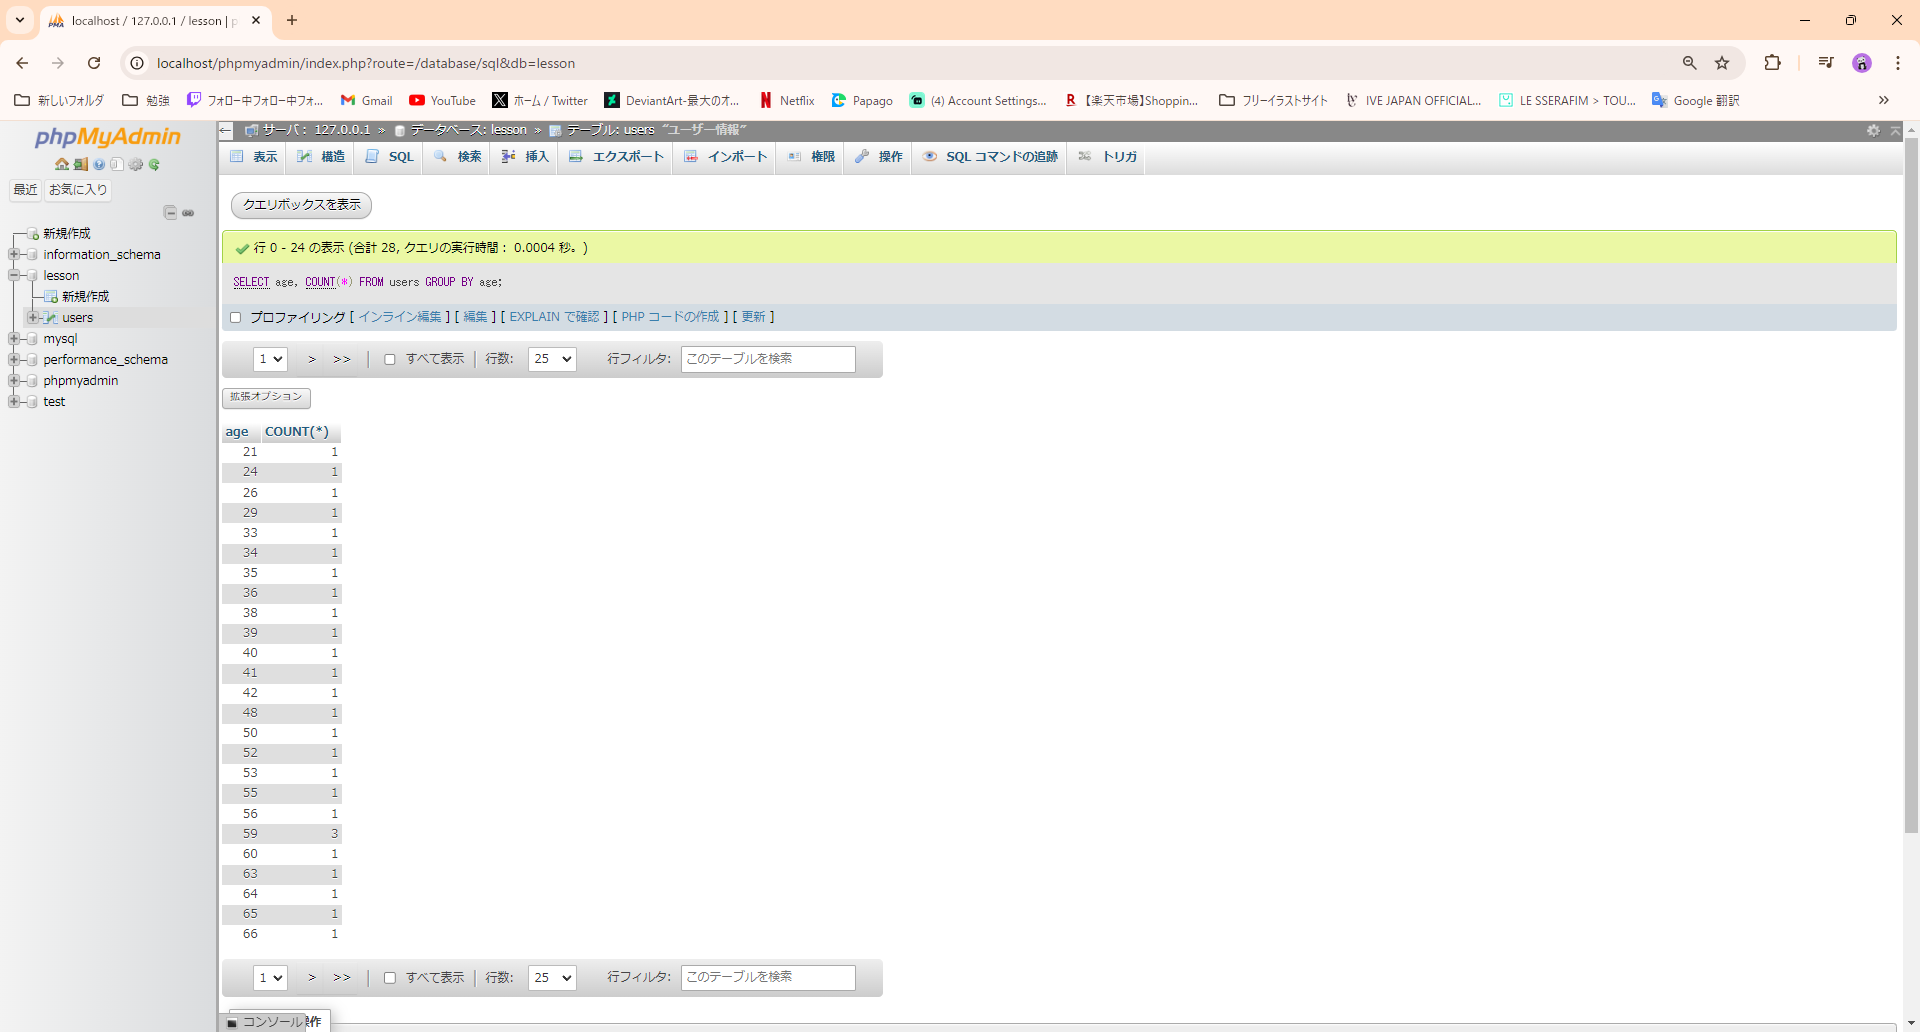 localhost / 127.0.0.1 / lesson | p
localhost/phpmyadmin/index.php?route=/database/sql&db=lesson
新しいフォルダ 勉強 フォロー中フォロー中フォ... Gmail YouTube ホーム / Twitter DeviantArt-最大のオ... Netflix Papago (4) Account Settings... 【楽天市場】Shoppin... フリーイラストサイト IVE JAPAN OFFICIAL... LE SSERAFIM > TOU... Google 翻訳
phpMyAdmin
最近 お気に入り
新規作成
information_schema
lesson
新規作成
users
mysql
performance_schema
phpmyadmin
test
サーバ： 127.0.0.1 » データベース: lesson » テーブル: users “ユーザー情報”
表示 構造 SQL 検索 挿入 エクスポート インポート 権限 操作 SQL コマンドの追跡 トリガ
クエリボックスを表示
行 0 - 24 の表示 (合計 28, クエリの実行時間： 0.0004 秒。)
SELECT age, COUNT(*) FROM users GROUP BY age;
プロファイリング [ インライン編集 ] [ 編集 ] [ EXPLAIN で確認 ] [ PHP コードの作成 ] [ 更新 ]
1 > >> | すべて表示 | 行数: 25 行フィルタ: このテーブルを検索
拡張オプション
age COUNT(*)
21 1
24 1
26 1
29 1
33 1
34 1
35 1
36 1
38 1
39 1
40 1
41 1
42 1
48 1
50 1
52 1
53 1
55 1
56 1
59 3
60 1
63 1
64 1
65 1
66 1
1 > >> | すべて表示 | 行数: 25 行フィルタ: このテーブルを検索
コンソール 操作